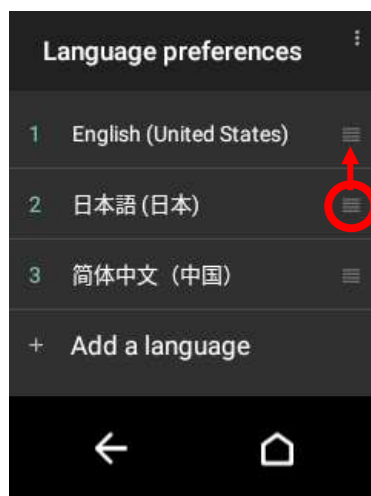 Language preferences
1 English (United States)
2 日本語 (日本)
3 简体中文（中国）
+ Add a language